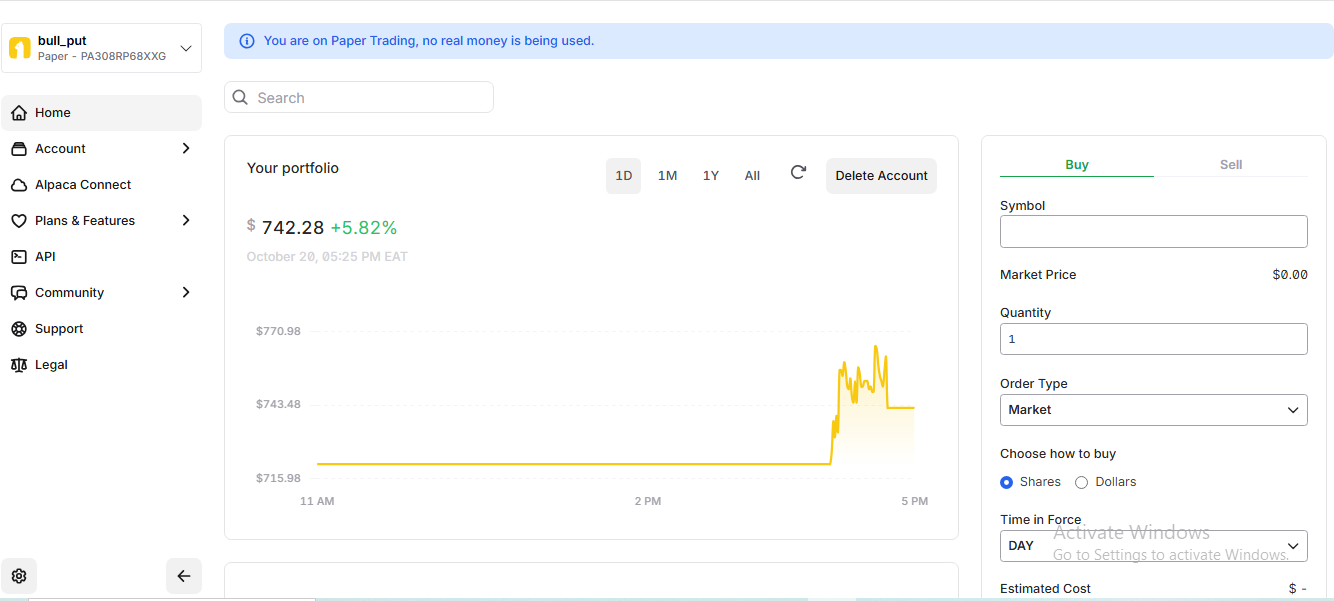 bull_put
Paper - PA308RP68XXG
You are on Paper Trading, no real money is being used.
Search
Home
Account
Alpaca Connect
Plans & Features
API
Community
Support
Legal
Your portfolio
1D 1M 1Y All
Delete Account
$ 742.28 +5.82%
October 20, 05:25 PM EAT
$770.98
$743.48
$715.98
11 AM 2 PM 5 PM
Buy Sell
Symbol
Market Price $0.00
Quantity
1
Order Type
Market
Choose how to buy
Shares Dollars
Time in Force
DAY
Estimated Cost $ -
Activate Windows
Go to Settings to activate Windows.